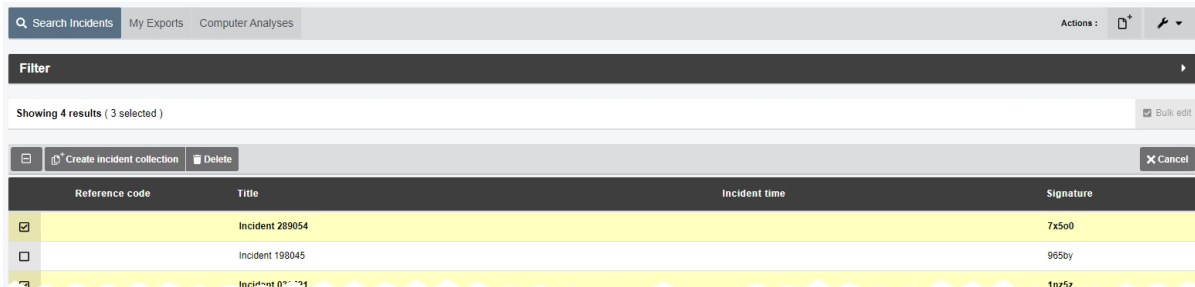 Search Incidents My Exports Computer Analyses Actions :
Filter
Showing 4 results ( 3 selected ) Bulk edit
Create incident collection Delete Cancel
Reference code Title Incident time Signature
Incident 289054 7x5o0
Incident 198045 965by
Incident 1nz5z